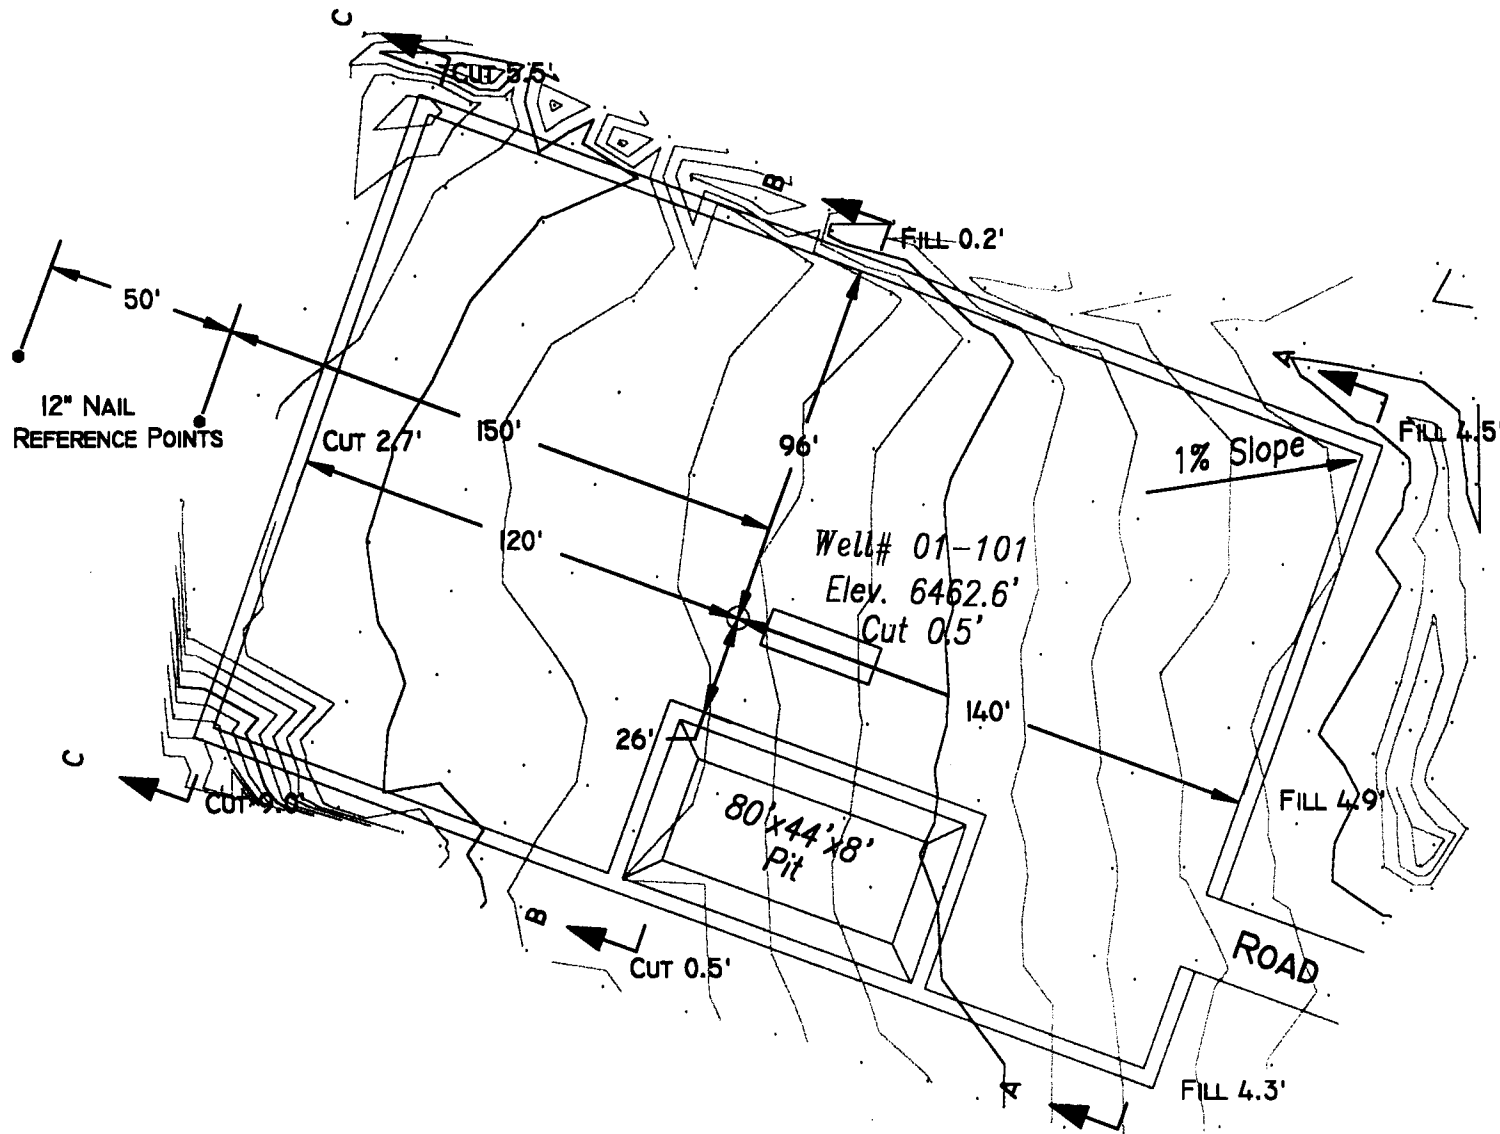 C
CUT 5.5'
B
FILL 0.2'
50'
A
12" NAIL
REFERENCE POINTS
CUT 2.7'
150'
96'
FILL 4.5'
1% Slope
120'
Well# 01-101
Elev. 6462.6'
Cut 0.5'
140'
26'
C
CUT 9.0'
80'x44'x8'
Pit
FILL 4.9'
B
CUT 0.5'
ROAD
A
FILL 4.3'